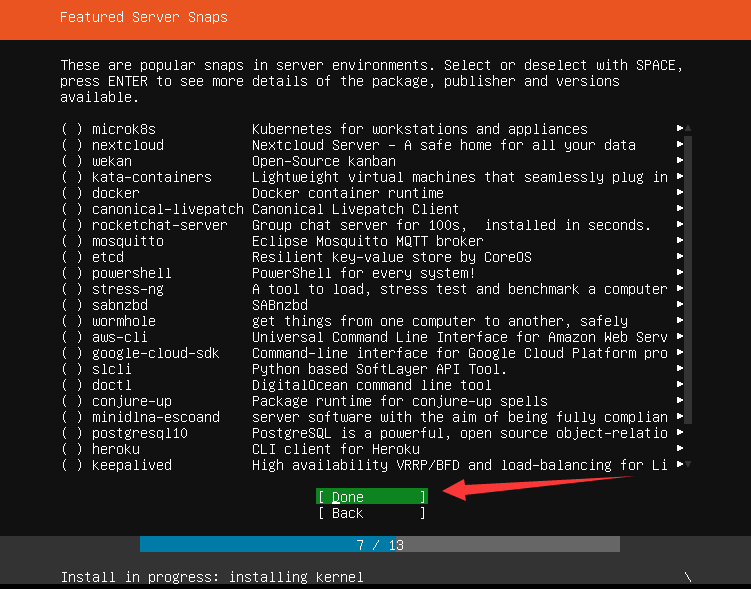 Featured Server Snaps
These are popular snaps in server environments. Select or deselect with SPACE,
press ENTER to see more details of the package, publisher and versions
available.
( ) microk8s Kubernetes for workstations and appliances ▶
( ) nextcloud Nextcloud Server - A safe home for all your data ▶
( ) wekan Open-Source kanban ▶
( ) kata-containers Lightweight virtual machines that seamlessly plug in ▶
( ) docker Docker container runtime ▶
( ) canonical-livepatch Canonical Livepatch Client ▶
( ) rocketchat-server Group chat server for 100s, installed in seconds. ▶
( ) mosquitto Eclipse Mosquitto MQTT broker ▶
( ) etcd Resilient key-value store by CoreOS ▶
( ) powershell PowerShell for every system! ▶
( ) stress-ng A tool to load, stress test and benchmark a computer ▶
( ) sabnzbd SABnzbd ▶
( ) wormhole get things from one computer to another, safely ▶
( ) aws-cli Universal Command Line Interface for Amazon Web Serv ▶
( ) google-cloud-sdk Command-line interface for Google Cloud Platform pro ▶
( ) slcli Python based SoftLayer API Tool. ▶
( ) doctl DigitalOcean command line tool ▶
( ) conjure-up Package runtime for conjure-up spells ▶
( ) minidlna-escoand server software with the aim of being fully complian ▶
( ) postgresql10 PostgreSQL is a powerful, open source object-relatio ▶
( ) heroku CLI client for Heroku ▶
( ) keepalived High availability VRRP/BFD and load-balancing for Li ▶
[ Done ]
[ Back ]
7 / 13
Install in progress: installing kernel \